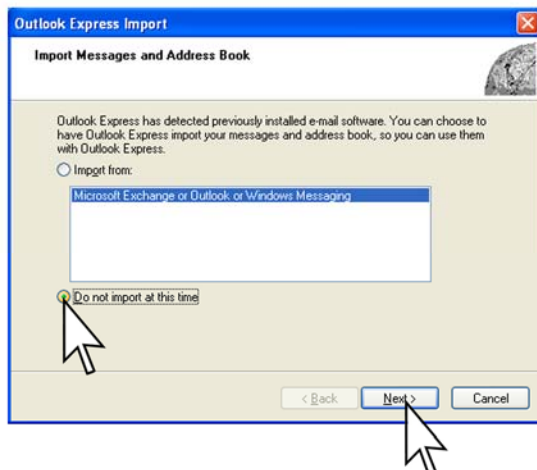 Outlook Express Import
Import Messages and Address Book
Outlook Express has detected previously installed e-mail software. You can choose to
have Outlook Express import your messages and address book, so you can use them
with Outlook Express.
Import from:
Microsoft Exchange or Outlook or Windows Messaging
Do not import at this time
< Back Next > Cancel